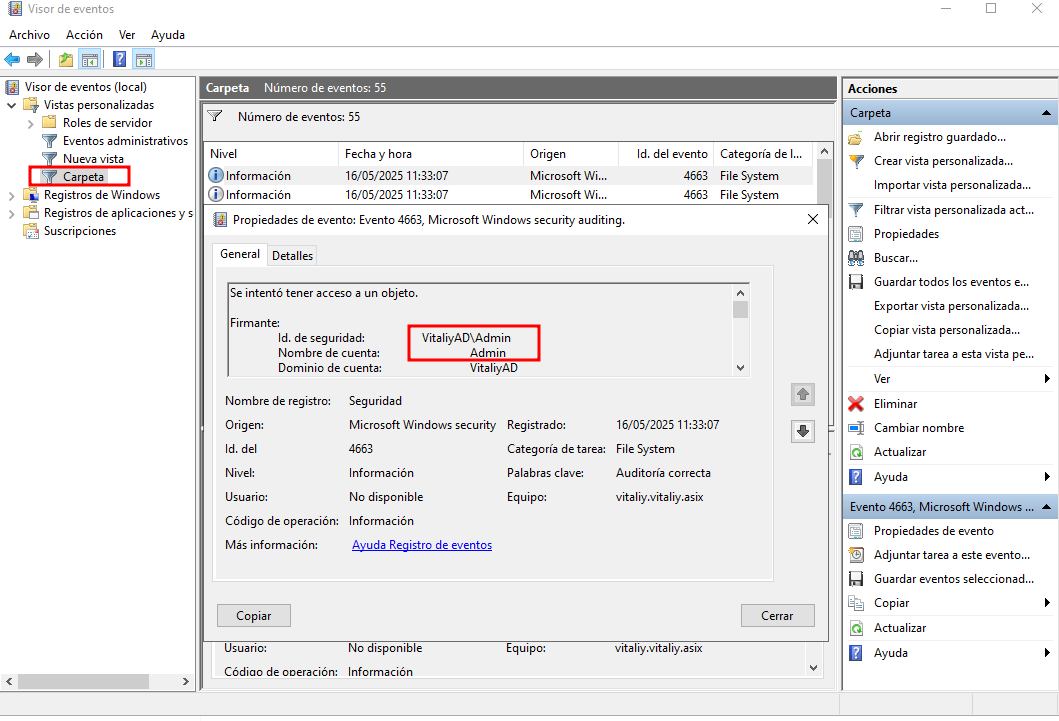 Visor de eventos
Archivo Acción Ver Ayuda
Visor de eventos (local)
Vistas personalizadas
Roles de servidor
Eventos administrativos
Nueva vista
Carpeta
Registros de Windows
Registros de aplicaciones y s
Suscripciones
Carpeta Número de eventos: 55
Número de eventos: 55
Nivel Fecha y hora Origen Id. del evento Categoría de l...
Información 16/05/2025 11:33:07 Microsoft Wi... 4663 File System
Información 16/05/2025 11:33:07 Microsoft Wi... 4663 File System
Propiedades de evento: Evento 4663, Microsoft Windows security auditing.
General Detalles
Se intentó tener acceso a un objeto.
Firmante:
Id. de seguridad: VitaliyAD\Admin
Nombre de cuenta: Admin
Dominio de cuenta: VitaliyAD
Nombre de registro: Seguridad
Origen: Microsoft Windows security Registrado: 16/05/2025 11:33:07
Id. del 4663 Categoría de tarea: File System
Nivel: Información Palabras clave: Auditoría correcta
Usuario: No disponible Equipo: vitaliy.vitaliy.asix
Código de operación: Información
Más información: Ayuda Registro de eventos
Copiar Cerrar
Usuario: No disponible Equipo: vitaliy.vitaliy.asix
Código de operación: Información
Acciones
Carpeta
Abrir registro guardado...
Crear vista personalizada...
Importar vista personalizada...
Filtrar vista personalizada act...
Propiedades
Buscar...
Guardar todos los eventos e...
Exportar vista personalizada...
Copiar vista personalizada...
Adjuntar tarea a esta vista pe...
Ver
Eliminar
Cambiar nombre
Actualizar
Ayuda
Evento 4663, Microsoft Windows ...
Propiedades de evento
Adjuntar tarea a este evento...
Guardar eventos seleccionad...
Copiar
Actualizar
Ayuda